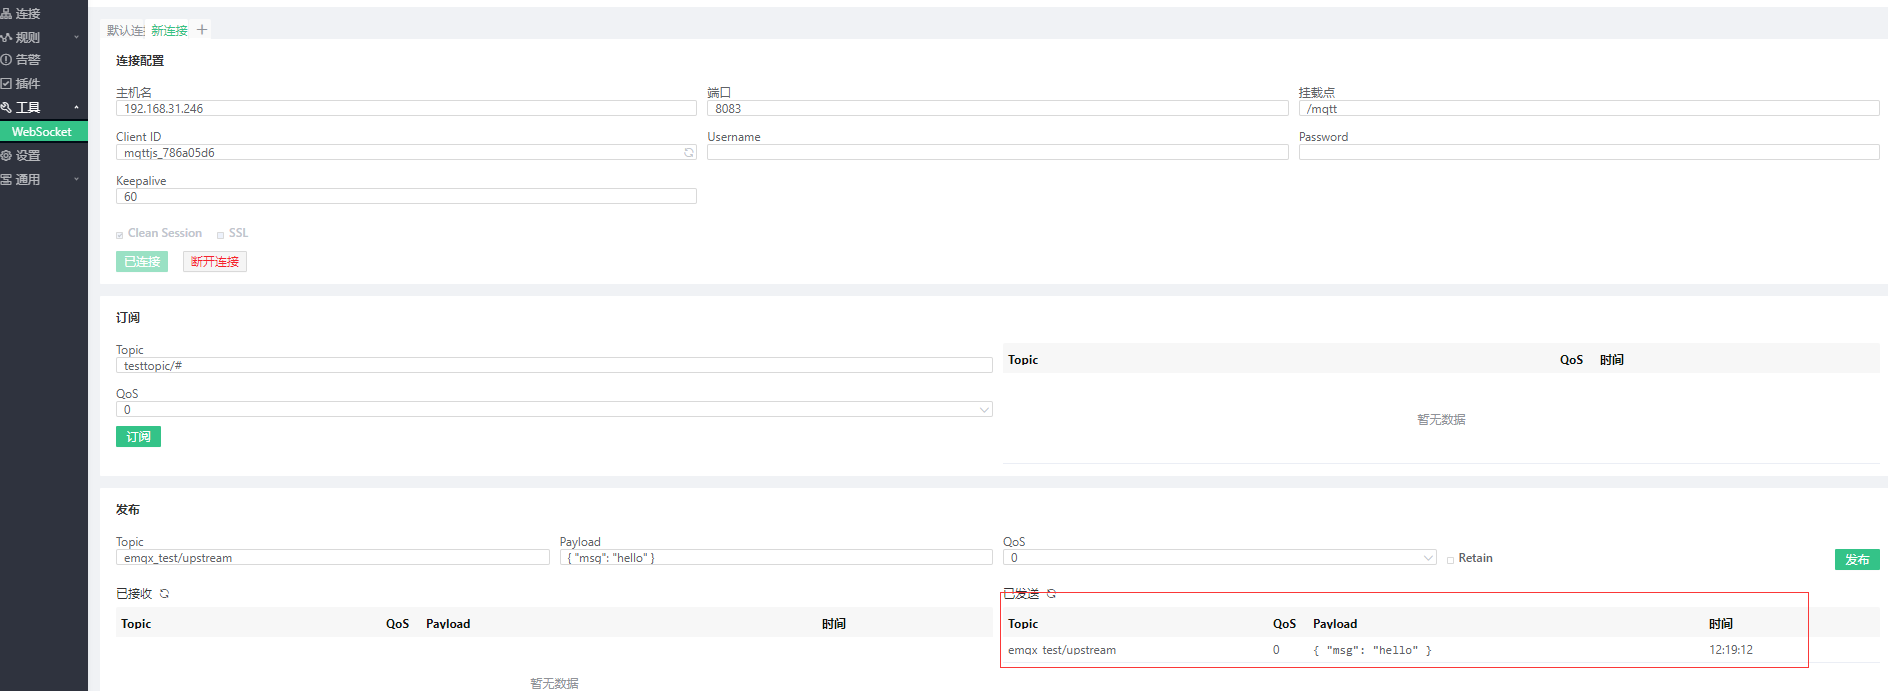 连接
规则
告警
插件
工具
WebSocket
设置
通用
默认连接 新连接
连接配置
主机名 端口 挂载点
192.168.31.246 8083 /mqtt
Client ID Username Password
mqttjs_786a05d6
Keepalive
60
Clean Session SSL
已连接 断开连接
订阅
Topic
testtopic/#
QoS
0
订阅
Topic QoS 时间
暂无数据
发布
Topic Payload QoS
emqx_test/upstream { "msg": "hello" } 0 Retain 发布
已接收 已发送
Topic QoS Payload 时间
暂无数据
Topic QoS Payload 时间
emqx_test/upstream 0 { "msg": "hello" } 12:19:12